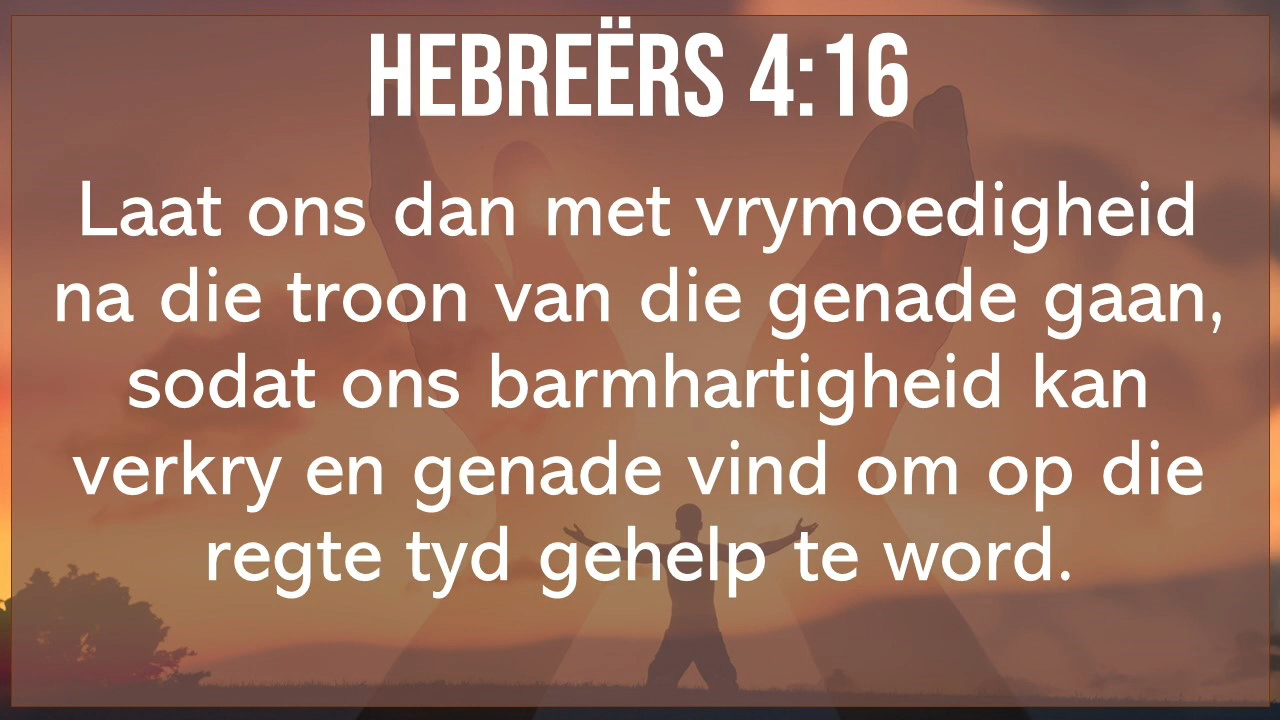 HEBREËRS 4:16
Laat ons dan met vrymoedigheid
na die troon van die genade gaan,
sodat ons barmhartigheid kan
verkry en genade vind om op die
regte tyd gehelp te word.